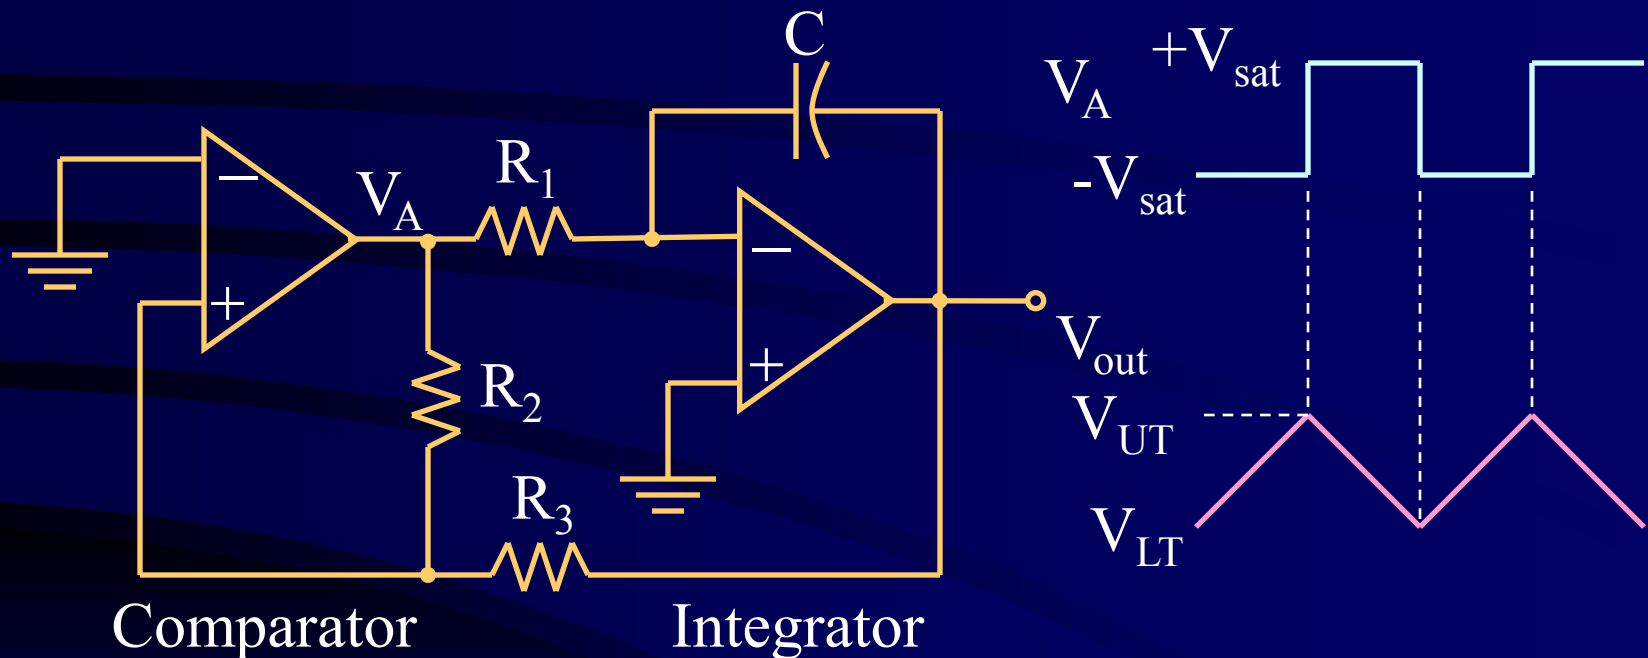 C
R1
VA
R2
R3
Comparator
Integrator
Vout
VA
+Vsat
-Vsat
VUT
VLT
−
+
−
+